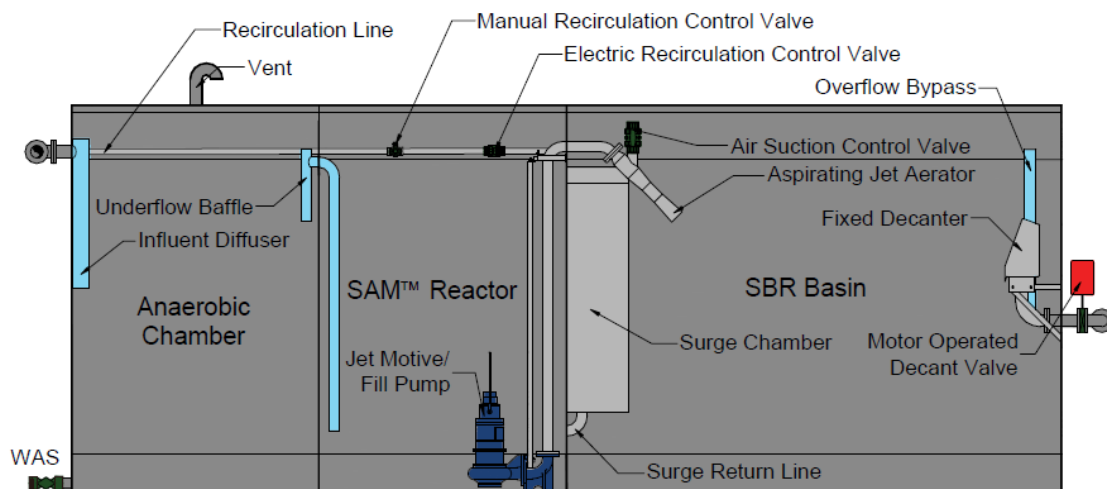 Recirculation Line
Vent
Manual Recirculation Control Valve
Electric Recirculation Control Valve
Overflow Bypass
Air Suction Control Valve
Aspirating Jet Aerator
Underflow Baffle
Fixed Decanter
Influent Diffuser
Anaerobic
Chamber
SAM™ Reactor
SBR Basin
Surge Chamber
Motor Operated
Decant Valve
Jet Motive/
Fill Pump
WAS
Surge Return Line